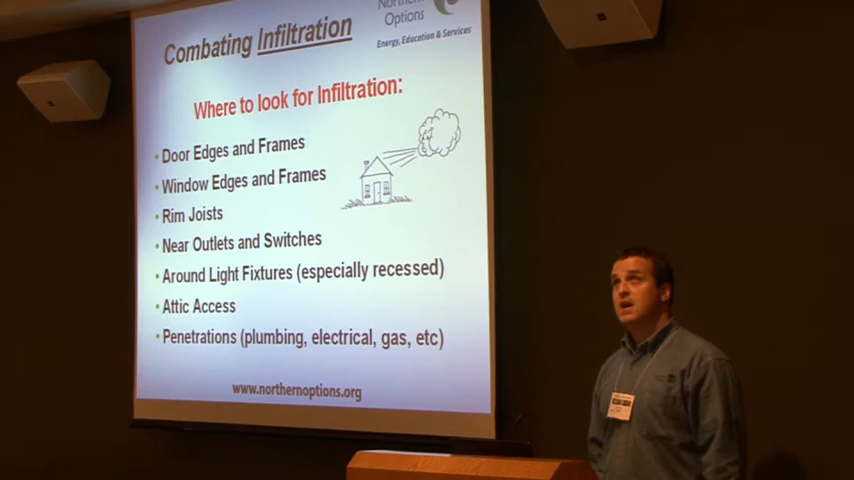 Northern
Options
Energy, Education & Services
Combating Infiltration
Where to look for Infiltration:
• Door Edges and Frames
• Window Edges and Frames
• Rim Joists
• Near Outlets and Switches
• Around Light Fixtures (especially recessed)
• Attic Access
• Penetrations (plumbing, electrical, gas, etc)
www.northernoptions.org